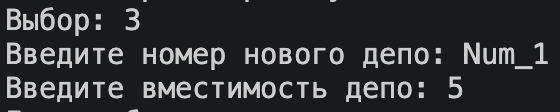 Выбор: 3
Введите номер нового депо: Num_1
Введите вместимость депо: 5